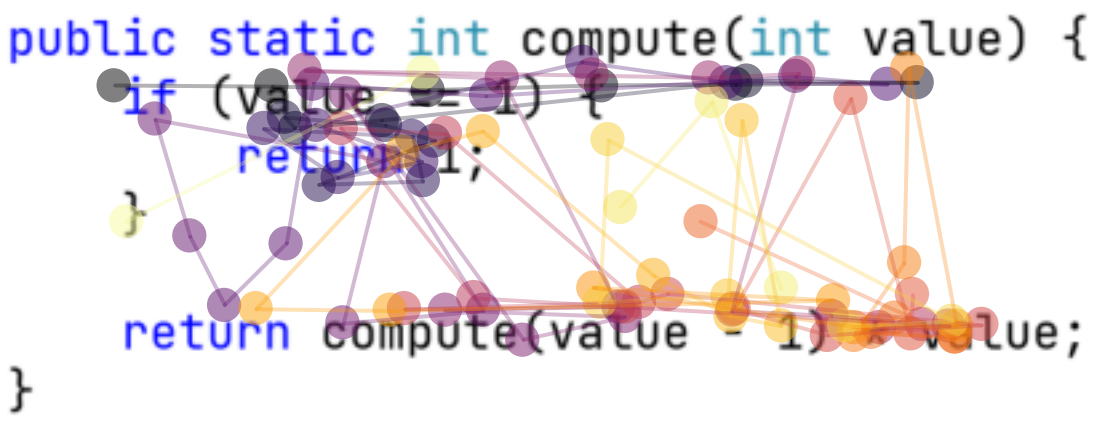 public static int compute(int value) {
    if (value == 1) {
        return 1;
    }

    return compute(value - 1) * value;
}